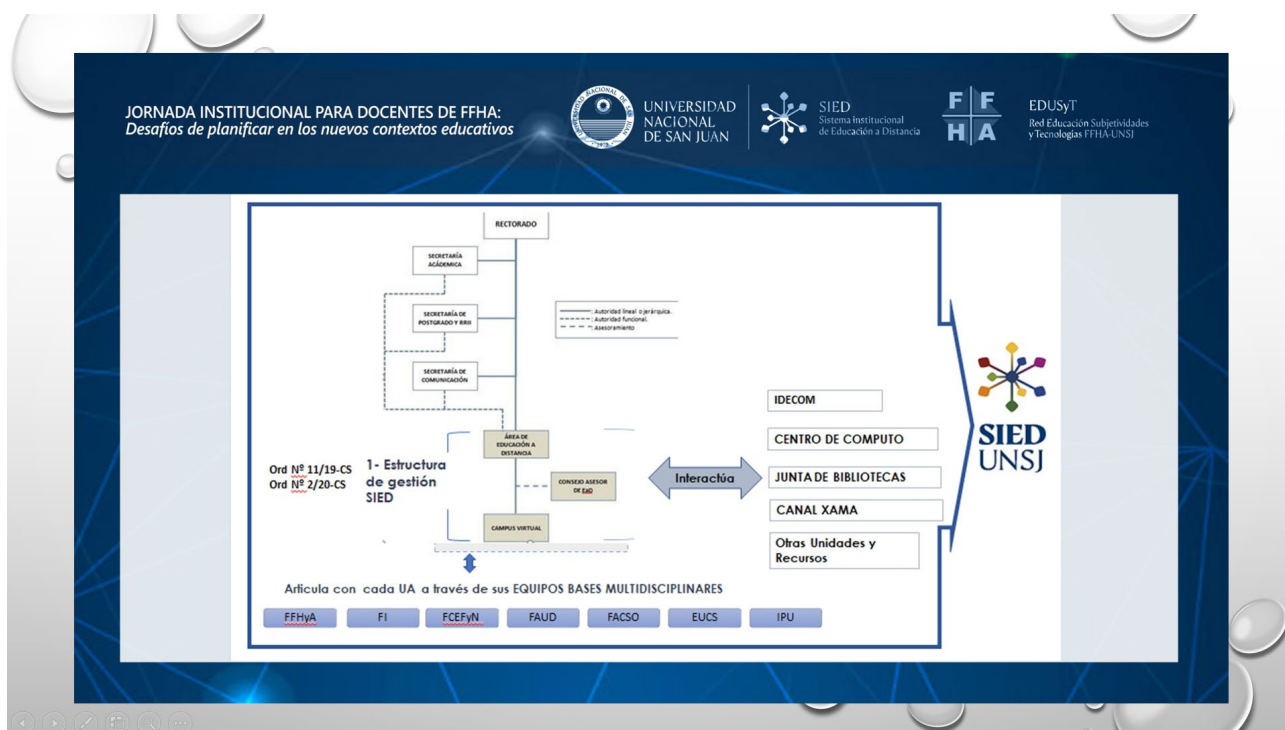 JORNADA INSTITUCIONAL PARA DOCENTES DE FFHA:
Desafíos de planificar en los nuevos contextos educativos
UNIVERSIDAD
NACIONAL
DE SAN JUAN
SIED
Sistema institucional
de Educación a Distancia
F F
H A
EDUSyT
Red Educación Subjetividades
y Tecnologías FFHA-UNSJ
RECTORADO
SECRETARÍA
ACÁDEMICA
SECRETARÍA DE
POSTGRADO Y RRII
SECRETARÍA DE
COMUNICACIÓN
: Autoridad lineal o jerárquica.
: Autoridad funcional.
: Asesoramiento
ÁREA DE
EDUCACIÓN A
DISTANCIA
CONSEJO ASESOR
DE EaD
CAMPUS VIRTUAL
Ord Nº 11/19-CS
Ord Nº 2/20-CS
1- Estructura
de gestión
SIED
Interactúa
IDECOM
CENTRO DE COMPUTO
JUNTA DE BIBLIOTECAS
CANAL XAMA
Otras Unidades y
Recursos
SIED
UNSJ
Articula con cada UA a través de sus EQUIPOS BASES MULTIDISCIPLINARES
FFHyA
FI
FCEFyN
FAUD
FACSO
EUCS
IPU